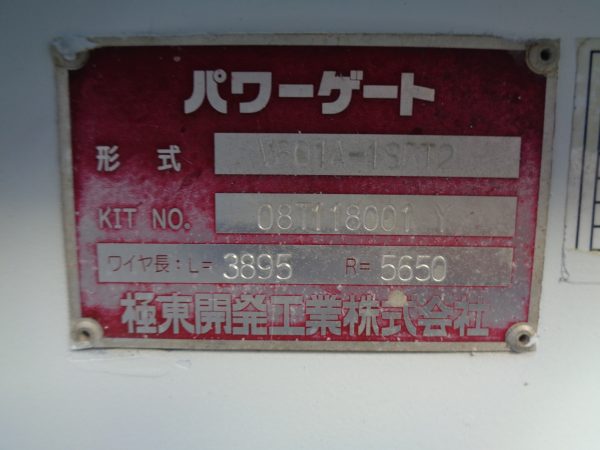 パワーゲート
形式
KIT NO. 08T118001 Y
ワイヤ長:L= 3895 R= 5650
極東開発工業株式会社